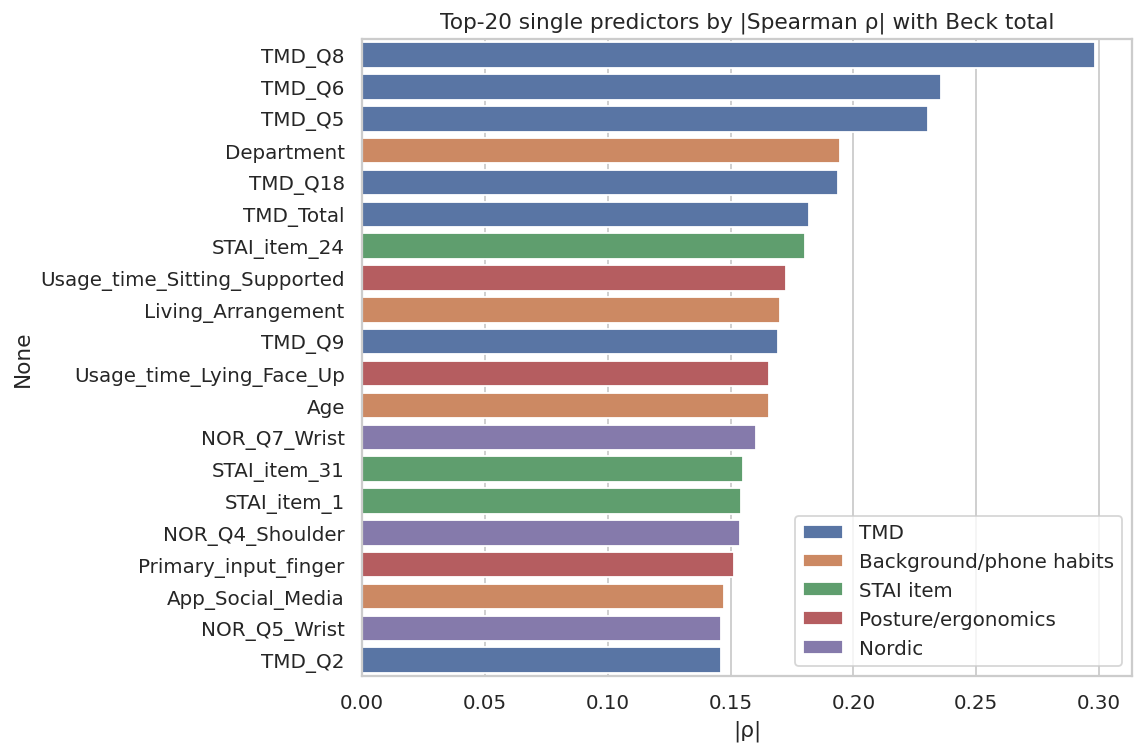 Top-20 single predictors by |Spearman ρ| with Beck total
TMD_Q8
TMD_Q6
TMD_Q5
Department
TMD_Q18
TMD_Total
STAI_item_24
Usage_time_Sitting_Supported
Living_Arrangement
TMD_Q9
Usage_time_Lying_Face_Up
Age
NOR_Q7_Wrist
STAI_item_31
STAI_item_1
NOR_Q4_Shoulder
Primary_input_finger
App_Social_Media
NOR_Q5_Wrist
TMD_Q2
None
TMD
Background/phone habits
STAI item
Posture/ergonomics
Nordic
0.00 0.05 0.10 0.15 0.20 0.25 0.30
|ρ|